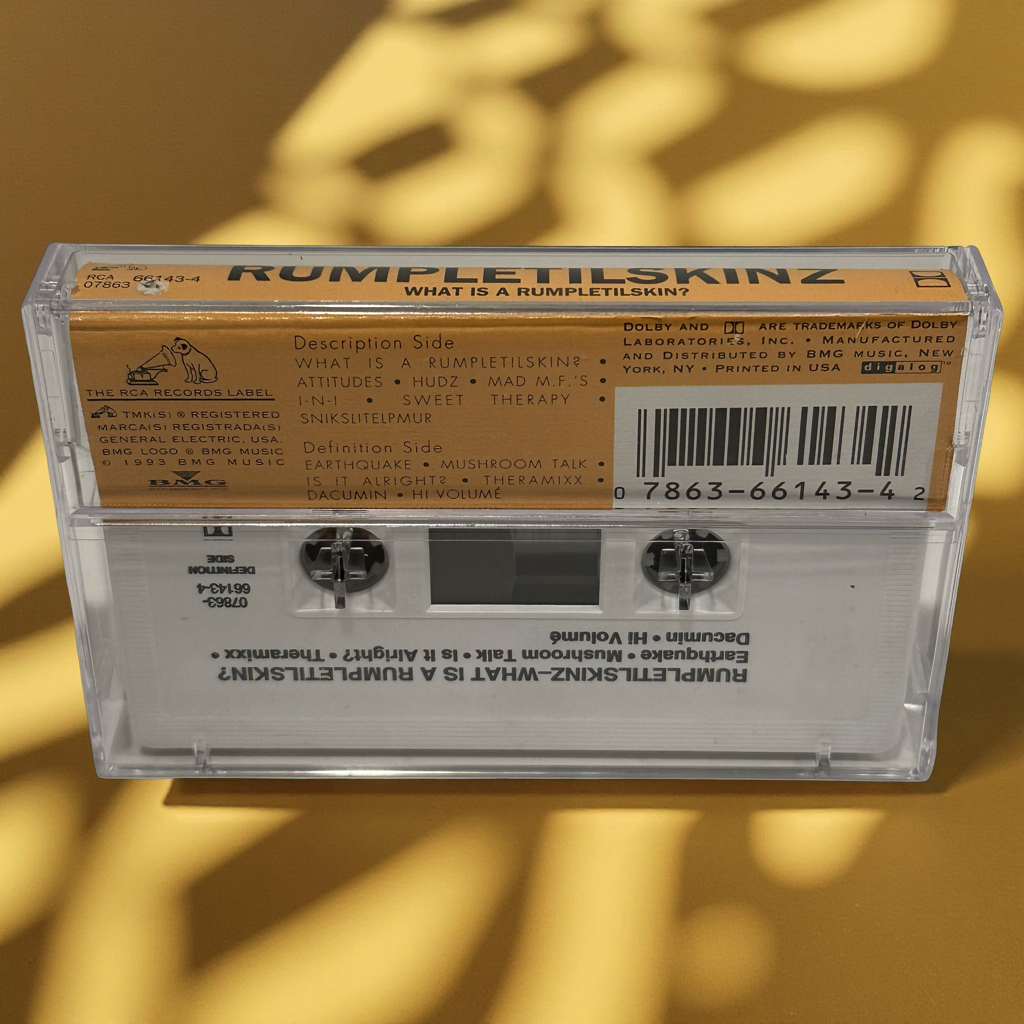 RCA 66143-4
07863
RUMPLETILSKINZ
WHAT IS A RUMPLETILSKIN?
THE RCA RECORDS LABEL
TMK(S) ® REGISTERED
MARCA(S) REGISTRADA(S)
GENERAL ELECTRIC, USA.
BMG LOGO ® BMG MUSIC
© 1993 BMG MUSIC
BMG
Description Side
WHAT IS A RUMPLETILSKIN? •
ATTITUDES • HUDZ • MAD M.F.'S •
I-N-I • SWEET THERAPY •
SNIKSLITELPMUR
Definition Side
EARTHQUAKE • MUSHROOM TALK •
IS IT ALRIGHT? • THERAMIXX •
DACUMIN • HI VOLUMÉ
DOLBY AND ARE TRADEMARKS OF DOLBY
LABORATORIES, INC. • MANUFACTURED
AND DISTRIBUTED BY BMG MUSIC, NEW
YORK, NY • PRINTED IN USA digalog™
0 7863-66143-4 2
RUMPLETILSKINZ–WHAT IS A RUMPLETILSKIN?
Earthquake • Mushroom Talk • Is It Alright? • Theramixx •
Dacumin • Hi Volumé
07863-
66143-4
DEFINITION
SIDE